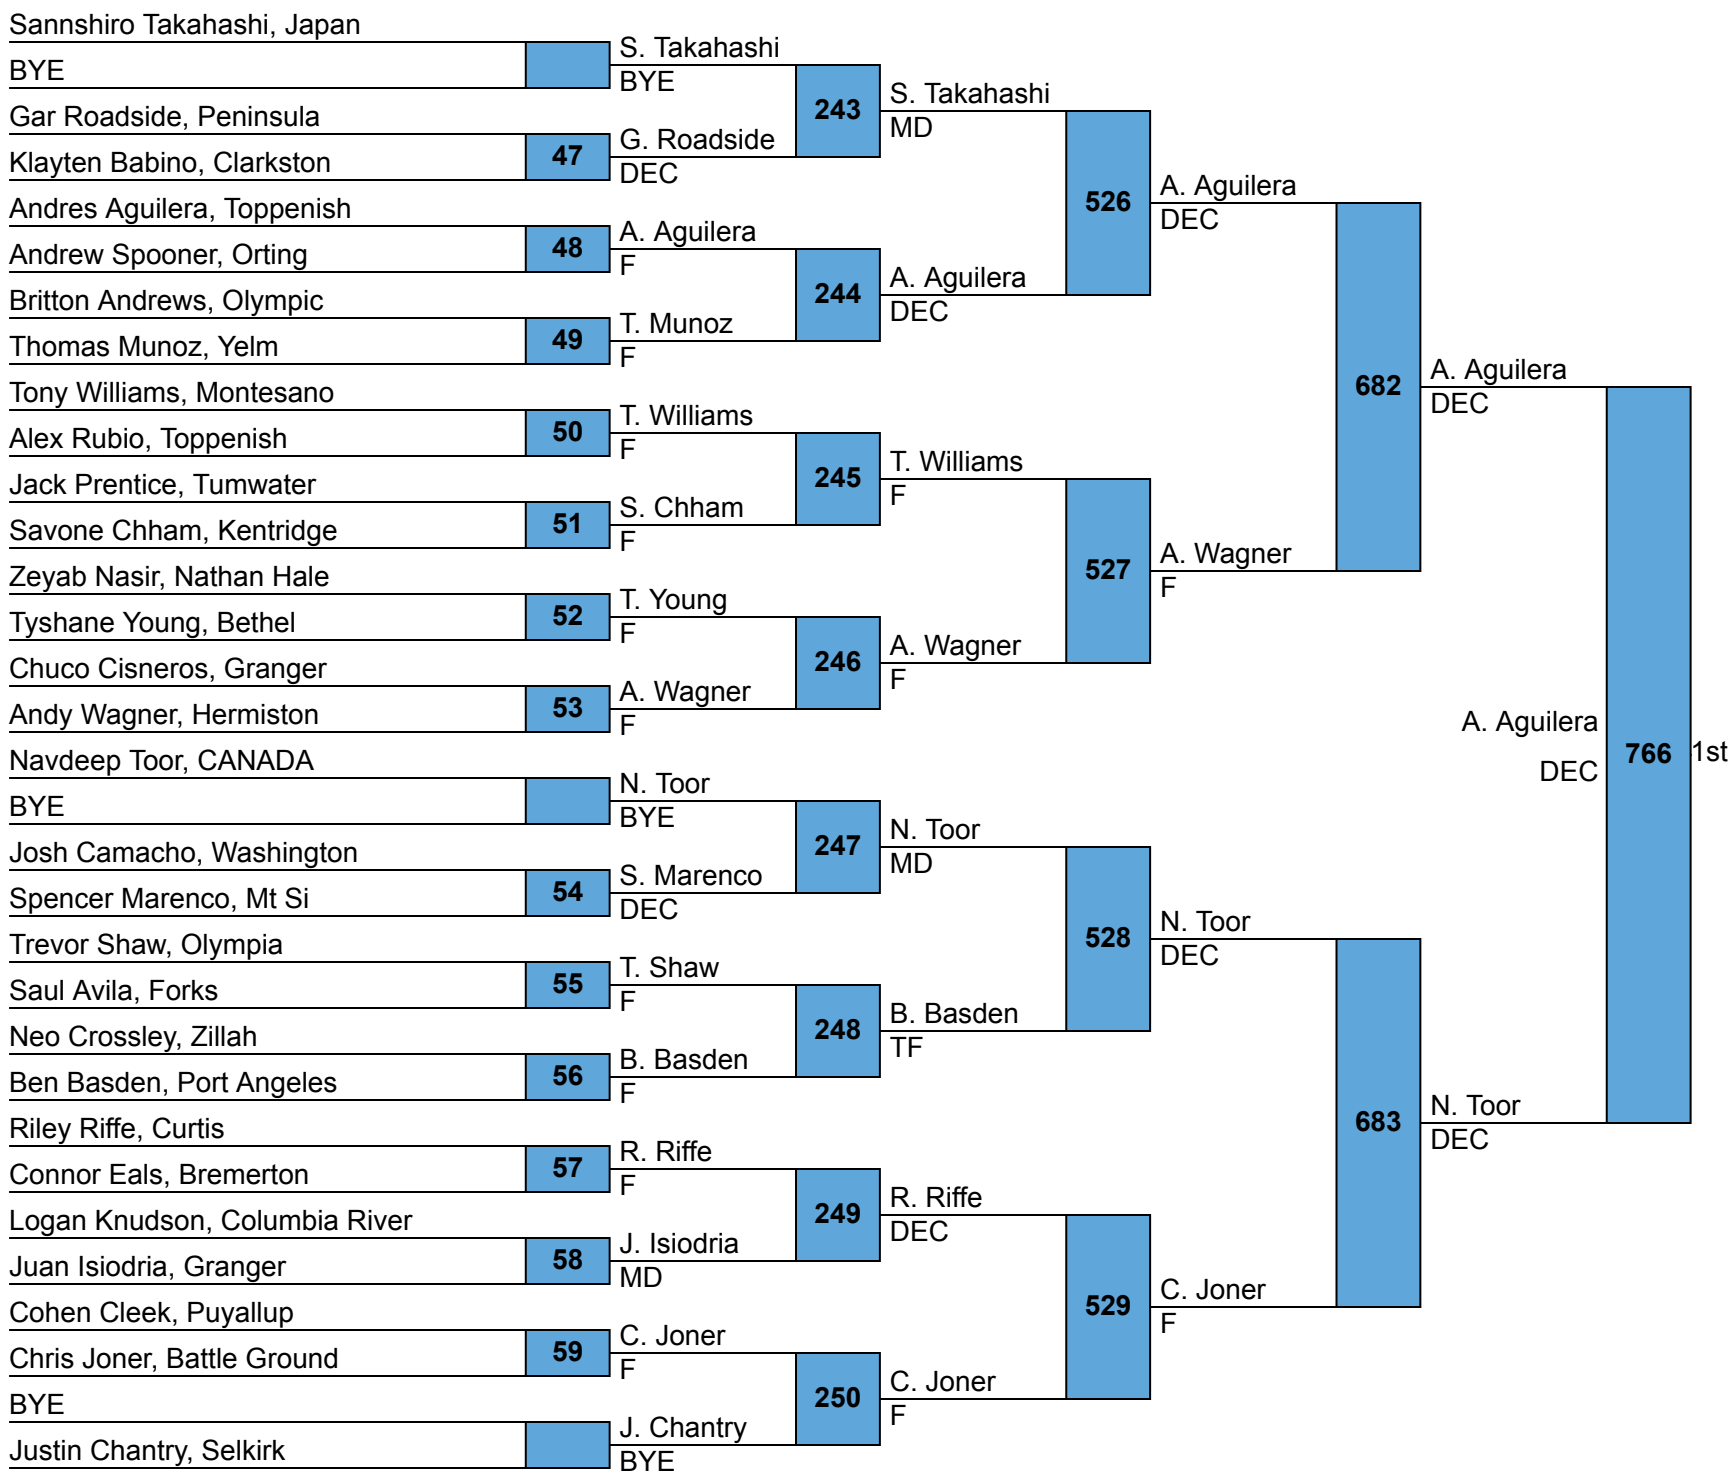 Sannshiro Takahashi, Japan
BYE
Gar Roadside, Peninsula
Klayten Babino, Clarkston
Andres Aguilera, Toppenish
Andrew Spooner, Orting
Britton Andrews, Olympic
Thomas Munoz, Yelm
Tony Williams, Montesano
Alex Rubio, Toppenish
Jack Prentice, Tumwater
Savone Chham, Kentridge
Zeyab Nasir, Nathan Hale
Tyshane Young, Bethel
Chuco Cisneros, Granger
Andy Wagner, Hermiston
Navdeep Toor, CANADA
BYE
Josh Camacho, Washington
Spencer Marenco, Mt Si
Trevor Shaw, Olympia
Saul Avila, Forks
Neo Crossley, Zillah
Ben Basden, Port Angeles
Riley Riffe, Curtis
Connor Eals, Bremerton
Logan Knudson, Columbia River
Juan Isiodria, Granger
Cohen Cleek, Puyallup
Chris Joner, Battle Ground
BYE
Justin Chantry, Selkirk
47
48
49
50
51
52
53
54
55
56
57
58
59
S. Takahashi
BYE
G. Roadside
DEC
A. Aguilera
F
T. Munoz
F
T. Williams
F
S. Chham
F
T. Young
F
A. Wagner
F
N. Toor
BYE
S. Marenco
DEC
T. Shaw
F
B. Basden
F
R. Riffe
F
J. Isiodria
MD
C. Joner
F
J. Chantry
BYE
243
244
245
246
247
248
249
250
S. Takahashi
MD
A. Aguilera
DEC
T. Williams
F
A. Wagner
F
N. Toor
MD
B. Basden
TF
R. Riffe
DEC
C. Joner
F
526
527
528
529
A. Aguilera
DEC
A. Wagner
F
N. Toor
DEC
C. Joner
F
682
683
A. Aguilera
DEC
N. Toor
DEC
A. Aguilera
DEC
766
1st